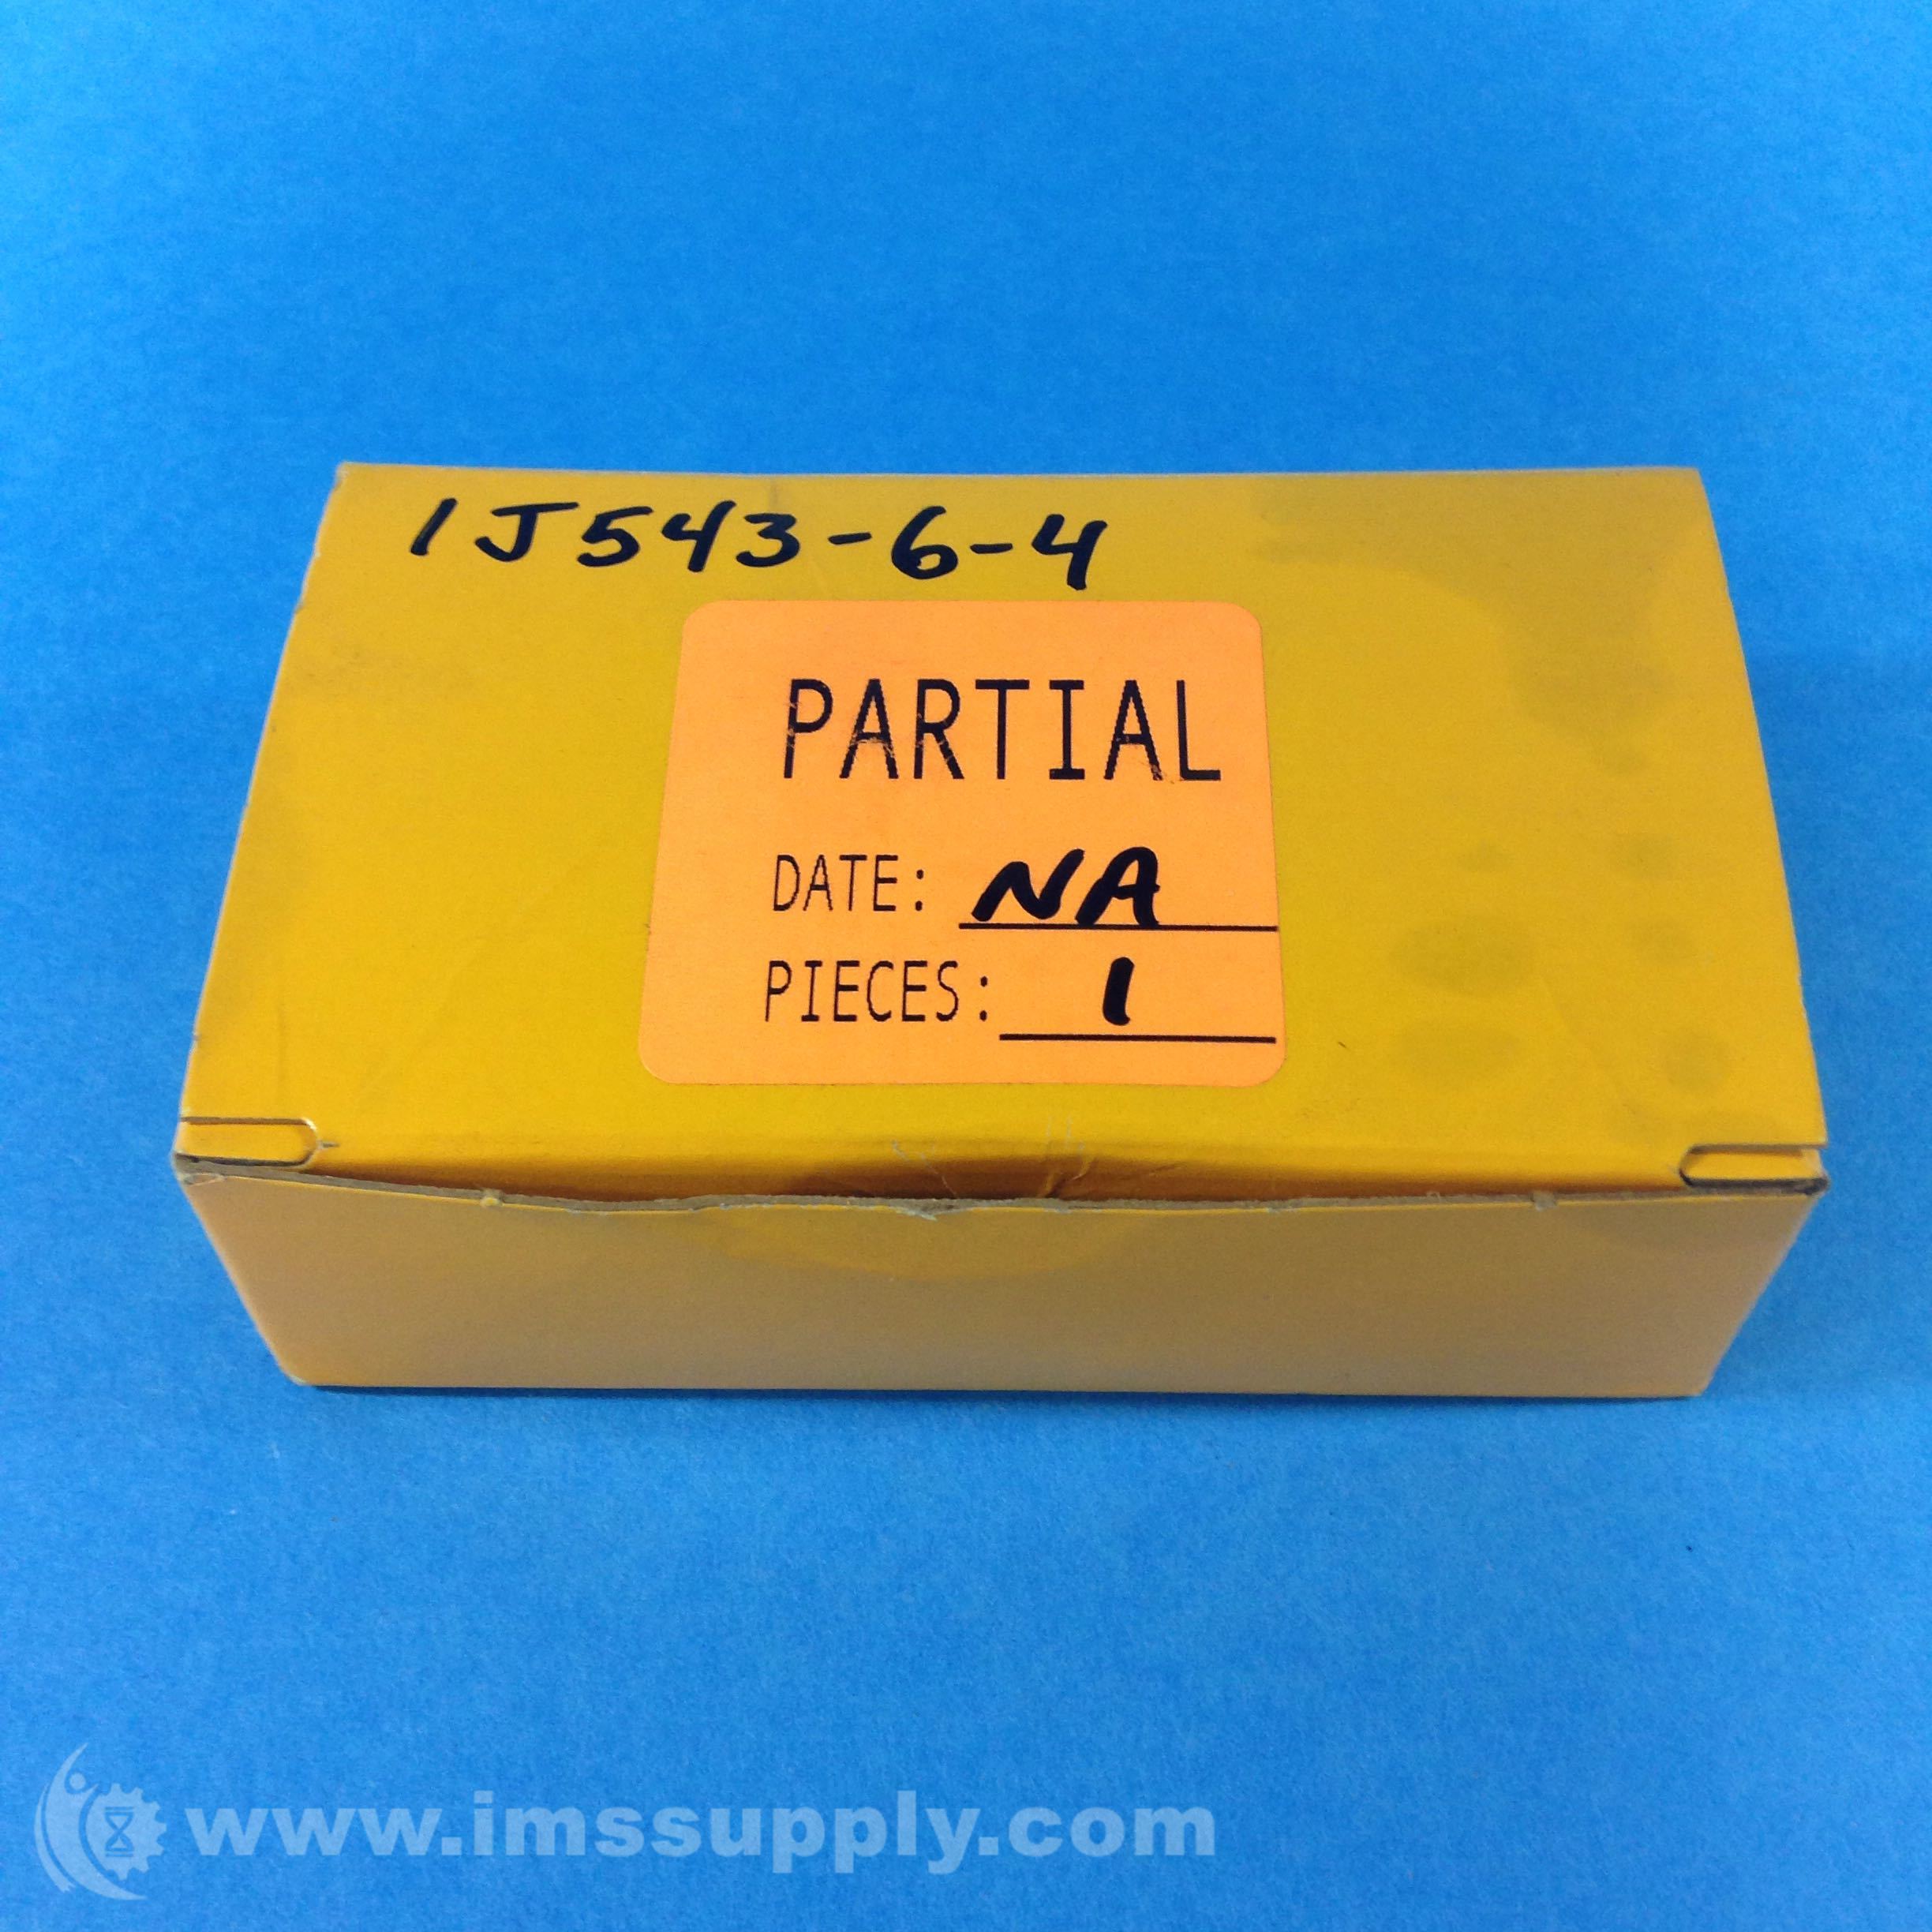 1J543-6-4
PARTIAL
DATE: NA
PIECES: 1
www.imssupply.com